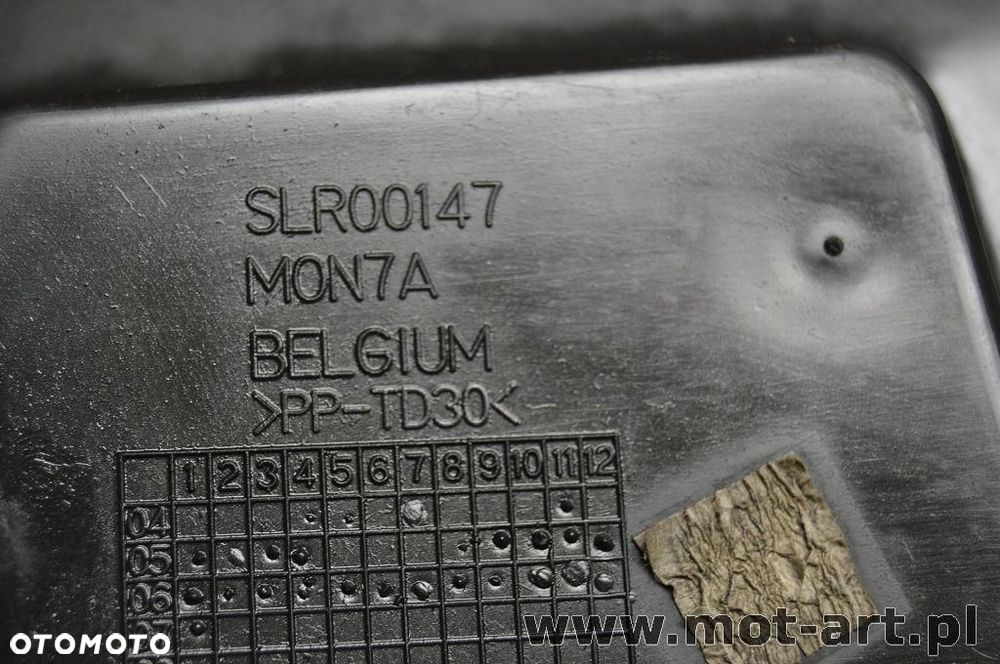 SLR00147
MON7A
BELGIUM
>PP-TD30<
1 2 3 4 5 6 7 8 9 10 11 12
04
05
06
www.mot-art.pl
OTOMOTO